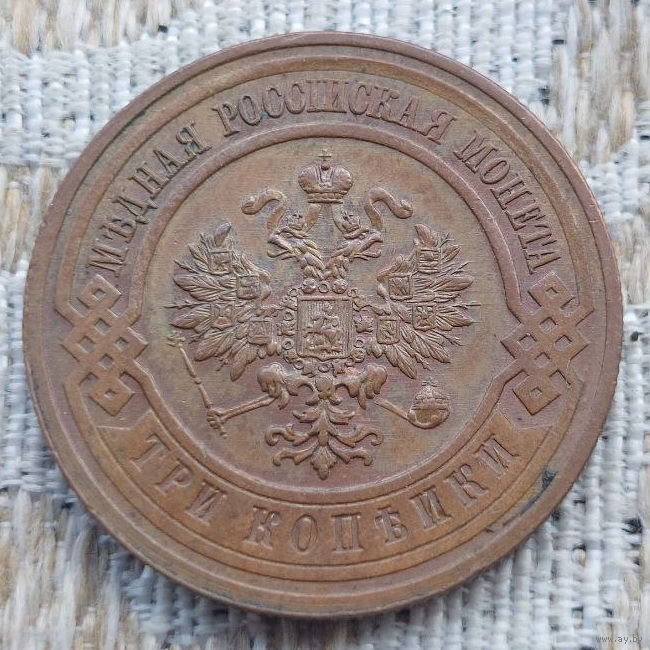 МѢДНАЯ РОССІЙСКАЯ МОНЕТА
ТРИ КОПѢЙКИ
© www.ay.by